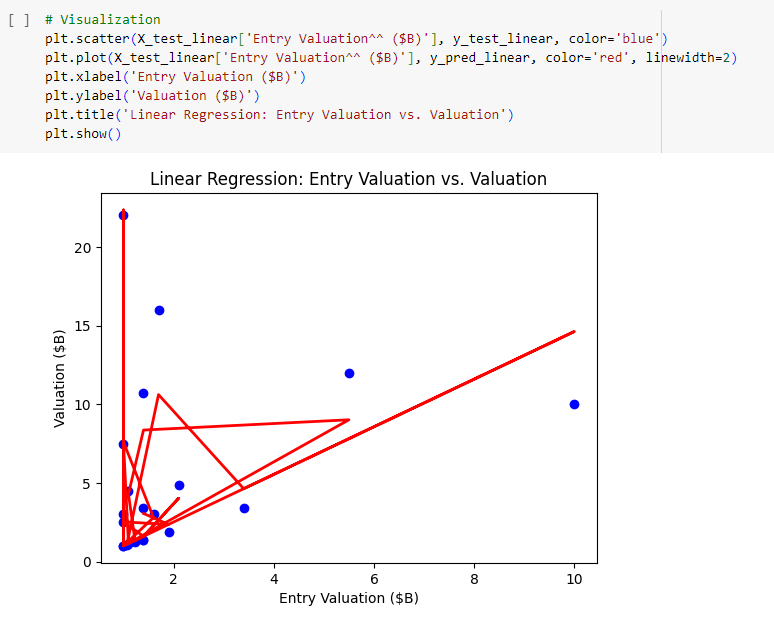 [ ] # Visualization
plt.scatter(X_test_linear['Entry Valuation^^ ($B)'], y_test_linear, color='blue')
plt.plot(X_test_linear['Entry Valuation^^ ($B)'], y_pred_linear, color='red', linewidth=2)
plt.xlabel('Entry Valuation ($B)')
plt.ylabel('Valuation ($B)')
plt.title('Linear Regression: Entry Valuation vs. Valuation')
plt.show()
Linear Regression: Entry Valuation vs. Valuation
20
15
10
5
0
Valuation ($B)
2 4 6 8 10
Entry Valuation ($B)